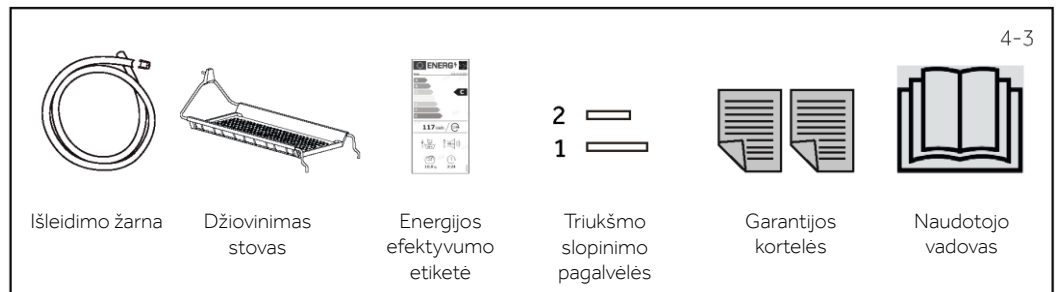 4-3
ENERG
C
117
2
1
Išleidimo žarna
Džiovinimas
stovas
Energijos
efektyvumo
etiketė
Triukšmo
slopinimo
pagalvėlės
Garantijos
kortelės
Naudotojo
vadovas